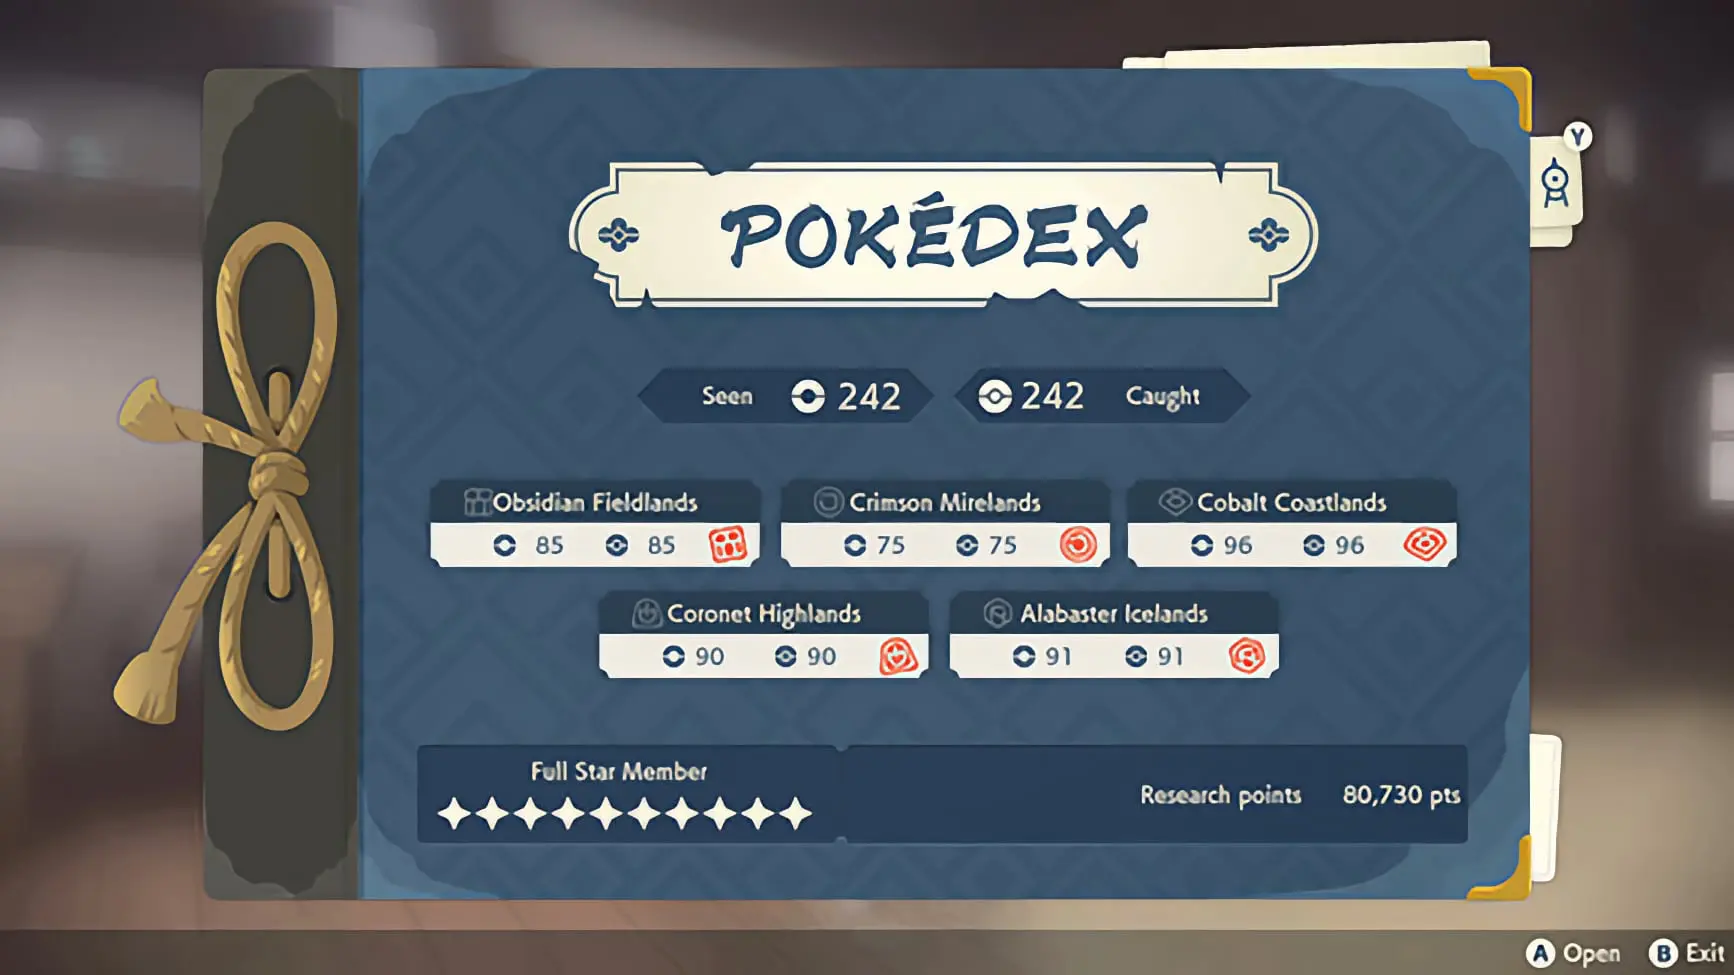 Y
POKÉDEX
Seen 242 242 Caught
Obsidian Fieldlands
85 85
Crimson Mirelands
75 75
Cobalt Coastlands
96 96
Coronet Highlands
90 90
Alabaster Icelands
91 91
Full Star Member
Research points 80,730 pts
A Open B Exit